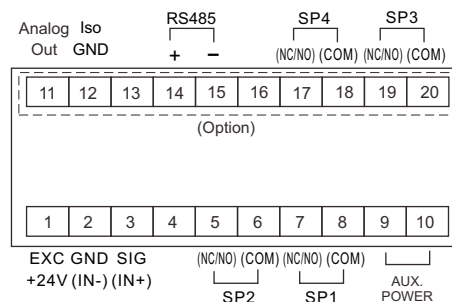 Analog Iso RS485 SP4 SP3
Out GND + − (NC/NO) (COM) (NC/NO) (COM)
11 12 13 14 15 16 17 18 19 20
(Option)
1 2 3 4 5 6 7 8 9 10
EXC GND SIG (NC/NO) (COM) (NC/NO) (COM)
+24V (IN-) (IN+) SP2 SP1 AUX.
POWER